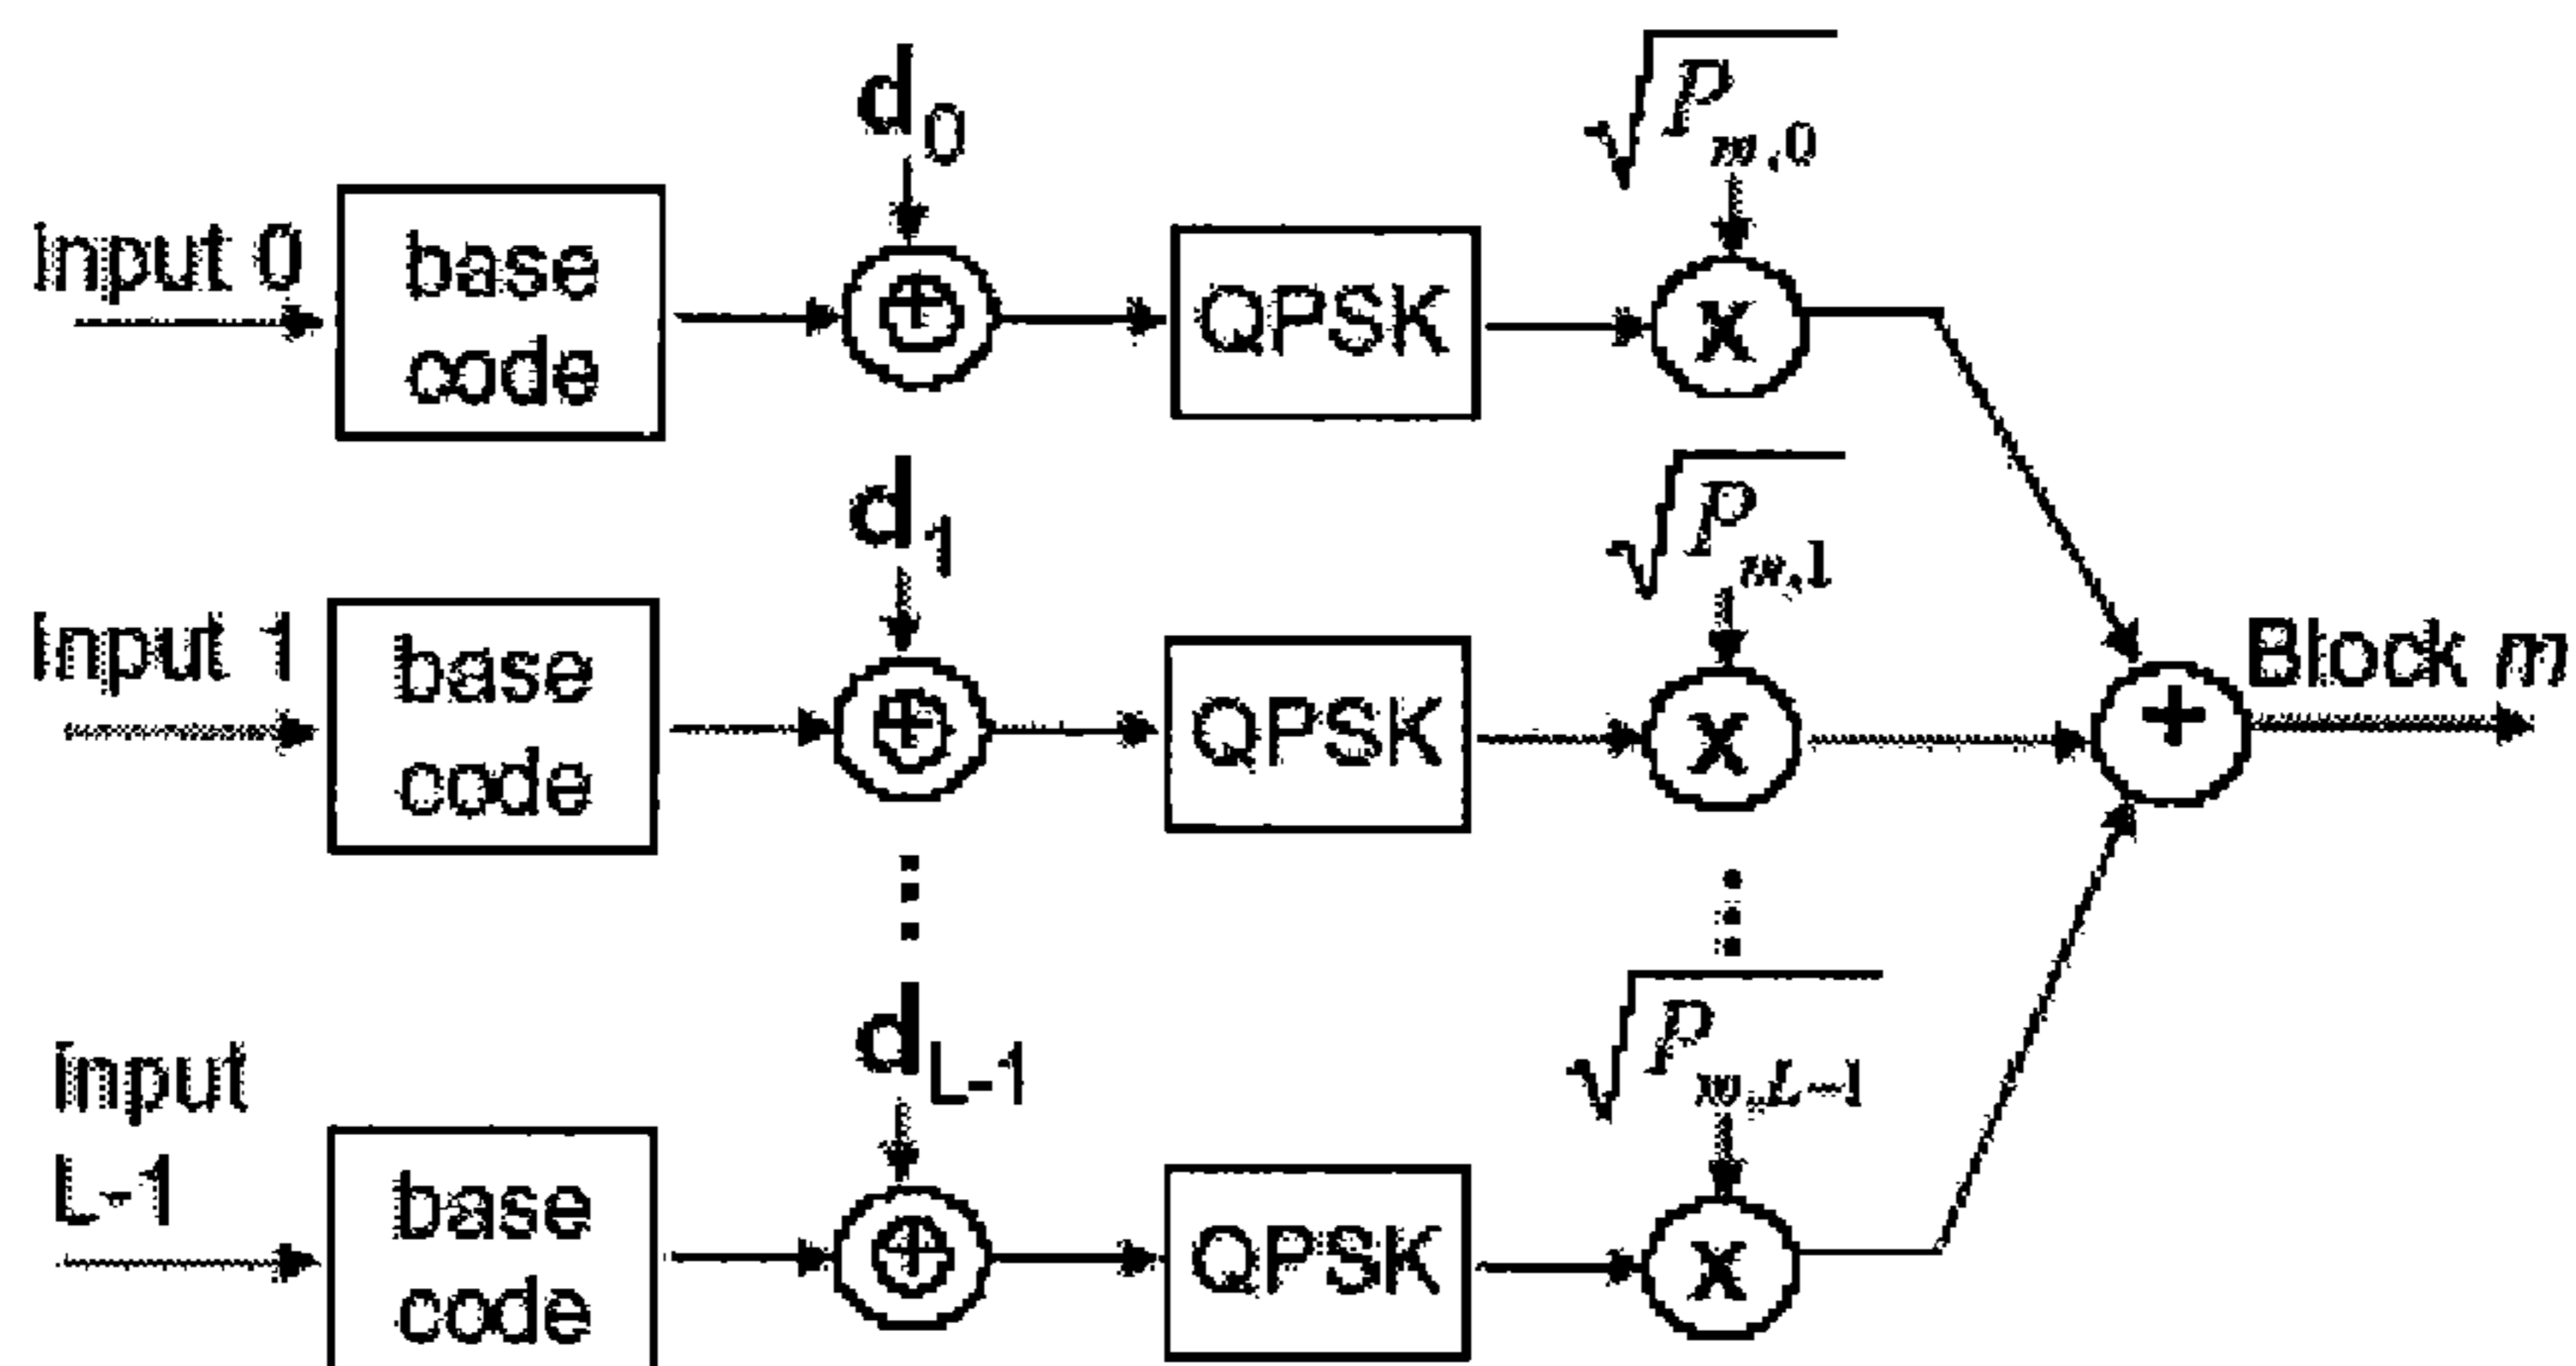 d₀
√P m,0
Input 0
base
code
⊕
QPSK
x
d₁
√P m,1
Input 1
base
code
⊕
QPSK
x
+
Block m
d L-1
√P m,L-1
Input
L-1
base
code
⊕
QPSK
x